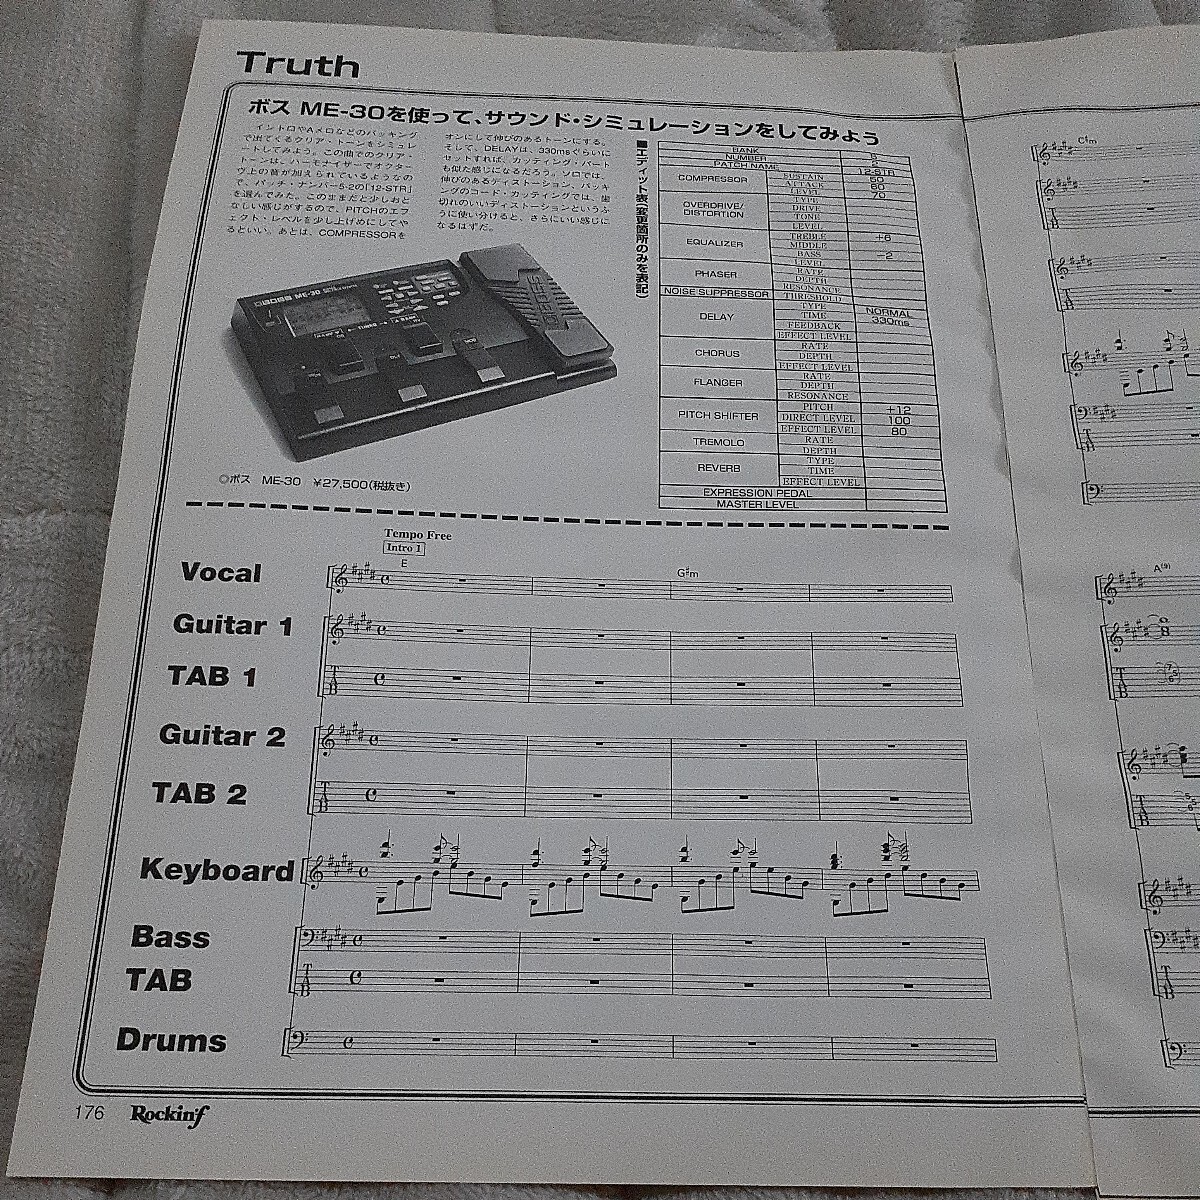 Truth
ボス ME-30を使って、サウンド・シミュレーションをしてみよう
イントロやAメロなどのバッキング
で出てくるクリア・トーンをシミュレ
ートしてみよう。この曲でのクリア・
トーンは、ハーモナイザーでオクター
ヴ上の音が加えられているようなの
で、パッチ・ナンバー5-2の「12-STR」
を選んでみた。このままだと少しおと
なしい感じがするので、PITCHのエフ
ェクト・レベルを少し上げめにしてや
るといい。あとは、COMPRESSORを
オンにして伸びのあるトーンにする。
そして、DELAYは、330msぐらいに
セットすれば、カッティング・パート
も似た感じになるだろう。ソロでは、
伸びのあるディストーション、バッキ
ングのコード・カッティングでは、歯
切れのいいディストーションというふ
うに使い分けると、さらにいい感じに
なるはずだ。
■エディット表(変更箇所のみを表記)
BANK 5
NUMBER 2
PATCH NAME 12-STR
COMPRESSOR SUSTAIN 60
ATTACK 60
LEVEL 70
OVERDRIVE/DISTORTION TYPE
DRIVE
TONE
LEVEL
EQUALIZER TREBLE +6
MIDDLE
BASS −2
LEVEL
PHASER RATE
DEPTH
RESONANCE
NOISE SUPPRESSOR THRESHOLD
DELAY TYPE NORMAL
TIME 330ms
FEEDBACK
EFFECT LEVEL
CHORUS RATE
DEPTH
EFFECT LEVEL
FLANGER RATE
DEPTH
RESONANCE
PITCH SHIFTER PITCH +12
DIRECT LEVEL 100
EFFECT LEVEL 80
TREMOLO RATE
DEPTH
REVERB TYPE
TIME
EFFECT LEVEL
EXPRESSION PEDAL
MASTER LEVEL
BOSS ME-30
BOSS
◎ボス ME-30 ¥27,500(税抜き)
Tempo Free
Intro 1
E
G♯m
Vocal
Guitar 1
TAB 1
Guitar 2
TAB 2
Keyboard
Bass
TAB
Drums
176 Rockin'f
C♯m
A(9)